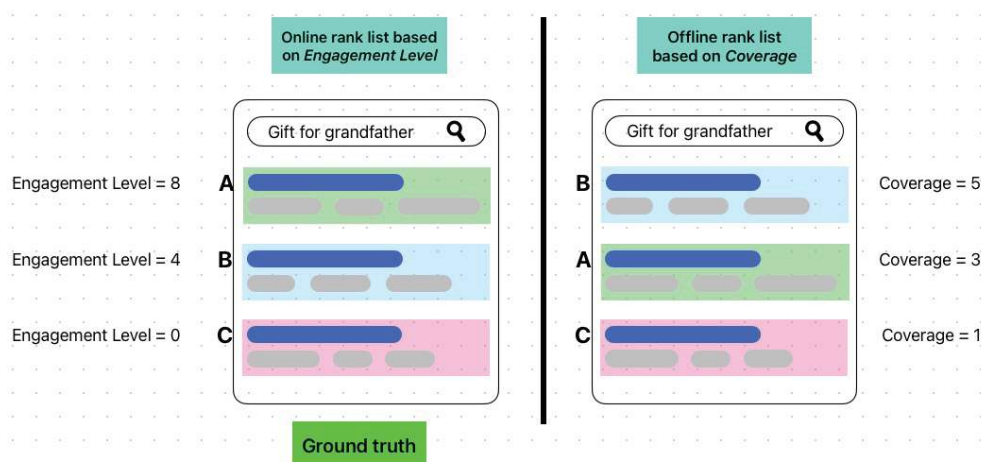 Online rank list based
on Engagement Level
Gift for grandfather
Engagement Level = 8
A
Engagement Level = 4
B
Engagement Level = 0
C
Ground truth
Offline rank list
based on Coverage
Gift for grandfather
B
Coverage = 5
A
Coverage = 3
C
Coverage = 1